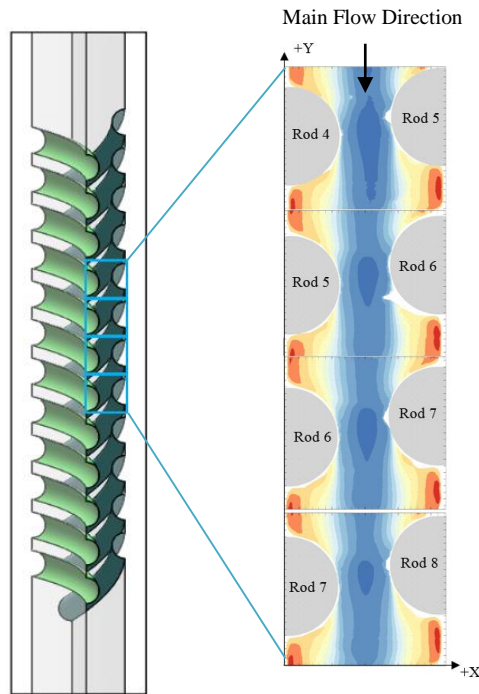 Main Flow Direction
+Y
Rod 4
Rod 5
Rod 5
Rod 6
Rod 6
Rod 7
Rod 7
Rod 8
+X